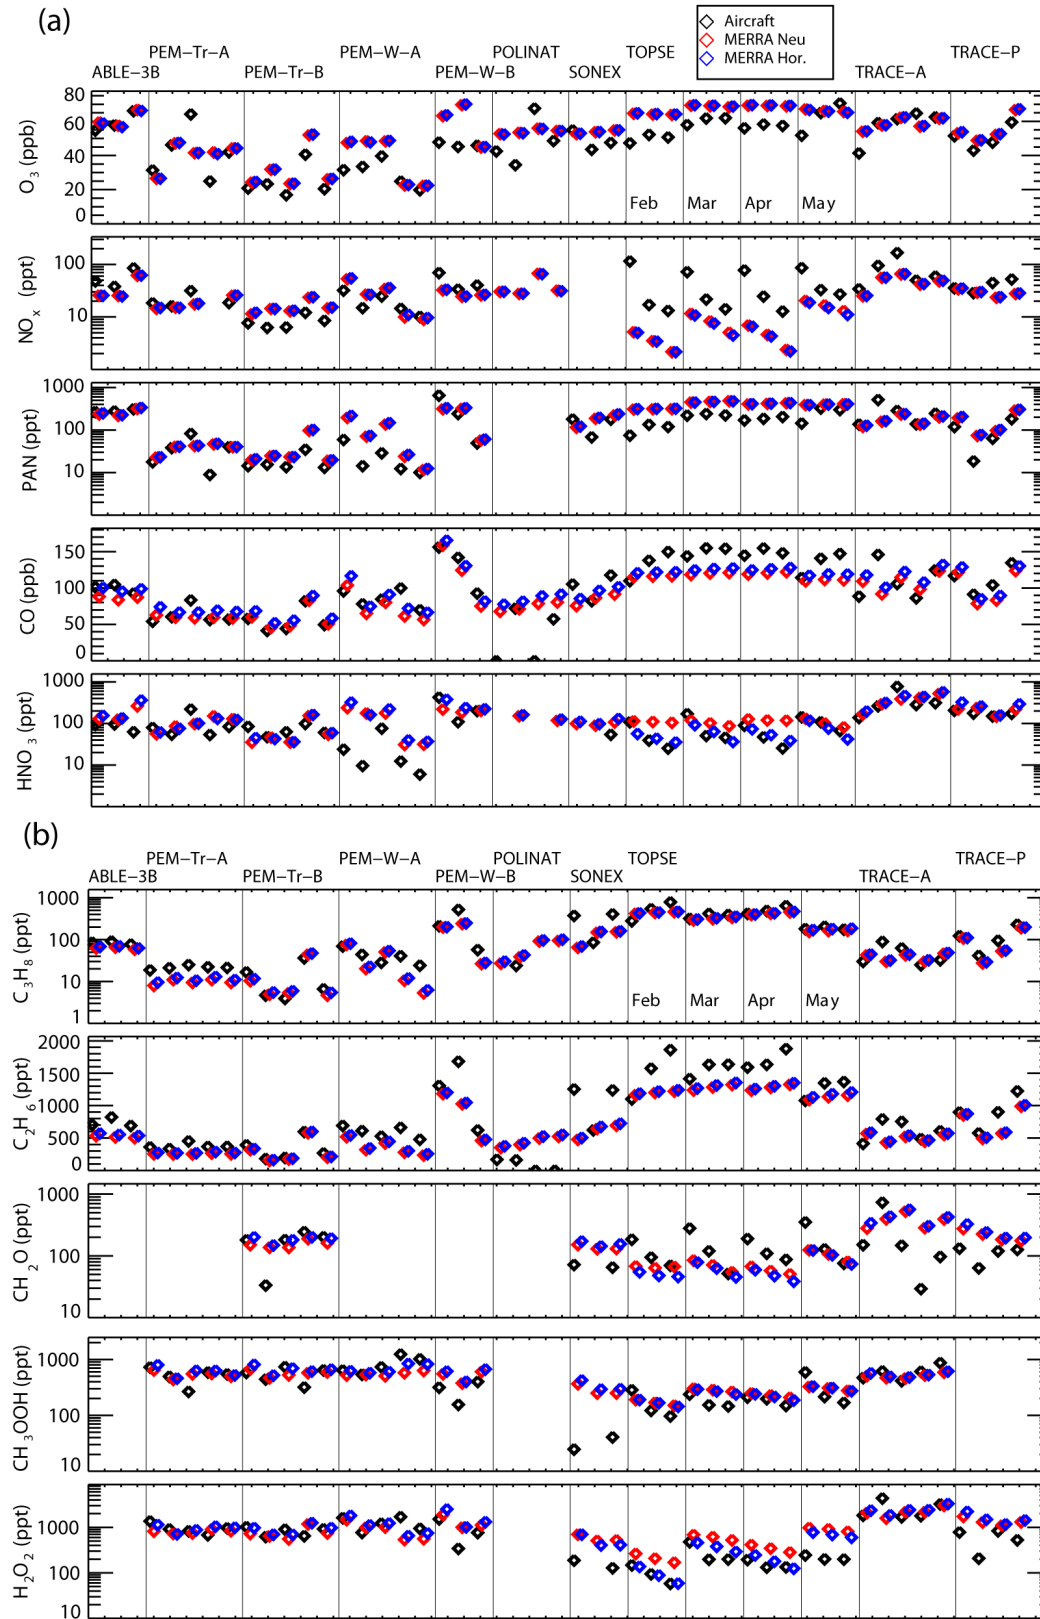 (a)
Aircraft
MERRA Neu
MERRA Hor.
PEM-Tr-A PEM-W-A POLINAT TOPSE TRACE-P
ABLE-3B PEM-Tr-B PEM-W-B SONEX TRACE-A
O3 (ppb)
80
60
40
20
0
Feb Mar Apr May
NOx (ppt)
100
10
PAN (ppt)
1000
100
10
CO (ppb)
150
100
50
0
HNO3 (ppt)
1000
100
10
(b)
PEM-Tr-A PEM-W-A POLINAT TOPSE TRACE-P
ABLE-3B PEM-Tr-B PEM-W-B SONEX TRACE-A
C3H8 (ppt)
1000
100
10
1
Feb Mar Apr May
C2H6 (ppt)
2000
1500
1000
500
0
CH2O (ppt)
1000
100
10
CH3OOH (ppt)
1000
100
10
H2O2 (ppt)
1000
100
10